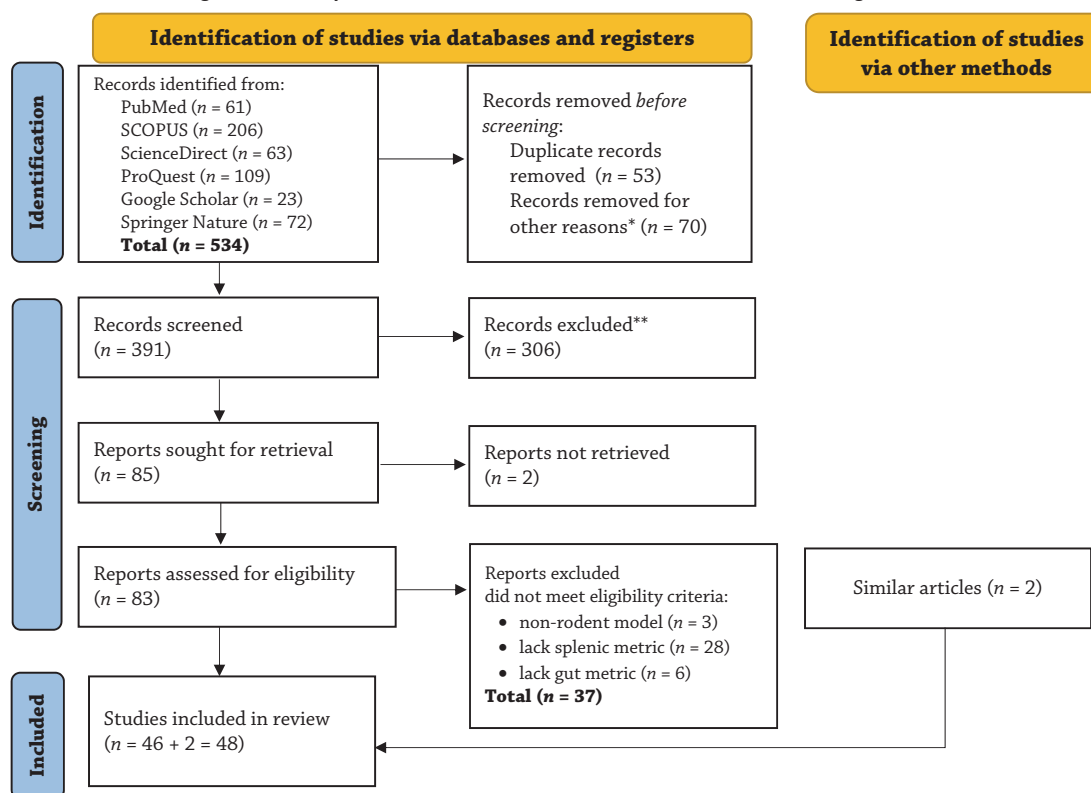 Identification of studies via databases and registers
Identification of studies
via other methods
Identification
Records identified from:
PubMed (n = 61)
SCOPUS (n = 206)
ScienceDirect (n = 63)
ProQuest (n = 109)
Google Scholar (n = 23)
Springer Nature (n = 72)
Total (n = 534)
Records removed before
screening:
Duplicate records
removed (n = 53)
Records removed for
other reasons* (n = 70)
Screening
Records screened
(n = 391)
Records excluded**
(n = 306)
Reports sought for retrieval
(n = 85)
Reports not retrieved
(n = 2)
Reports assessed for eligibility
(n = 83)
Reports excluded
did not meet eligibility criteria:
• non-rodent model (n = 3)
• lack splenic metric (n = 28)
• lack gut metric (n = 6)
Total (n = 37)
Similar articles (n = 2)
Included
Studies included in review
(n = 46 + 2 = 48)